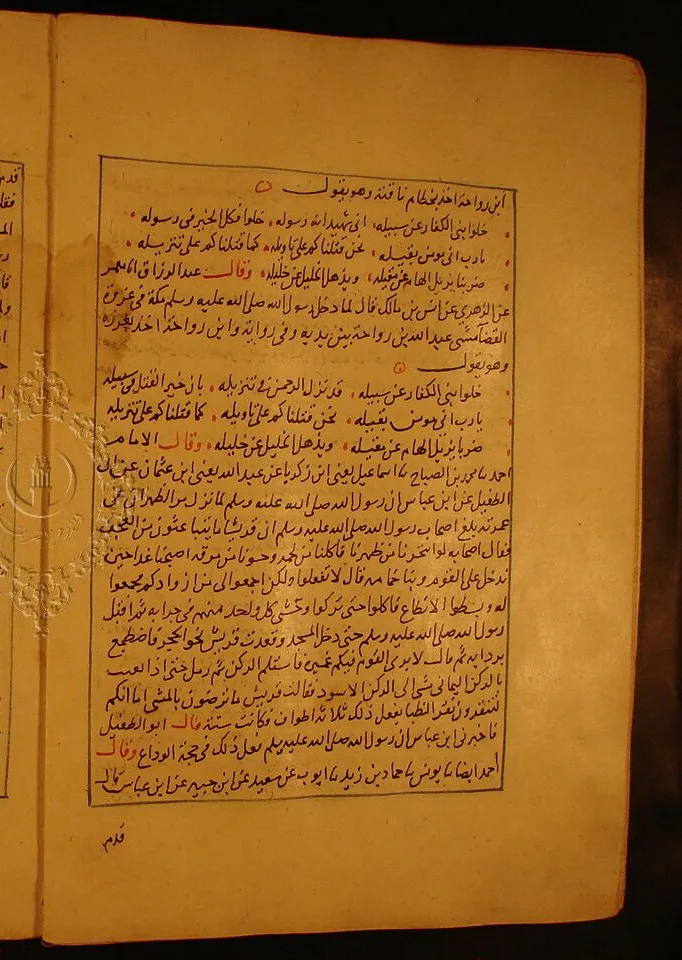 ابن رواحة اخذ بخطام ناقته وهو يقول
خلوا بني الكفار عن سبيله اني شهيد انه رسوله خلوا فكل الخير في رسوله
يارب اني مومن بقيله نحن قتلناكم على تاويله كما قتلناكم على تنزيله
ضربا يزيل الهام عن مقيله ويذهل الخليل عن خليله وقال عبد الرزاق انا معمر
عن الزهري عن انس بن مالك قال لما دخل رسول الله صلى الله عليه وسلم مكة في عمرة
القضا مشى عبد الله بن رواحة بين يديه وفي رواية وابن رواحة اخذ بغرزه
وهو يقول
خلوا بني الكفار عن سبيله قد نزل الرحمن في تنزيله بان خير القتل في سبيله
يارب اني مومن بقيله نحن قتلناكم على تاويله كما قتلناكم على تنزيله
ضربا يزيل الهام عن مقيله ويذهل الخليل عن خليله وقال الامام
احمد نا محمد بن الصباح نا اسماعيل يعني ابن زكريا عن عبد الله يعني ابن عثمان عن ابي
الطفيل عن ابن عباس ان رسول الله صلى الله عليه وسلم لما نزل مر الظهران في
عمرته بلغ اصحاب رسول الله صلى الله عليه وسلم ان قريشا ما يتباعثون من العجف
فقال اصحابه لو انتحرنا من ظهرنا فاكلنا من لحمه وحسونا من مرقه اصبحنا غدا حين
ندخل على القوم وبنا جمامه قال لا تفعلوا ولكن اجمعوا الي من ازوادكم فجمعوا
له وبسطوا الانطاع فاكلوا حتى تركوا وحثى كل واحد منهم في جرابه ثم اقبل
رسول الله صلى الله عليه وسلم حتى دخل المسجد وقعدت قريش نحو الحجر فاضطبع
بردايه ثم قال لا يرى القوم فيكم غميزة فاستلم الركن ثم رمل حتى اذا تغيب
بالركن اليماني مشى الى الركن الاسود فقالت قريش ما ترضون بالمشى اما انكم
لتنقزون نقز الظبا ففعل ذلك ثلاثة اطواف فكانت سنة قال ابو الطفيل
فاخبرني ابن عباس ان رسول الله صلى الله عليه وسلم فعل ذلك في حجة الوداع وقال
أحمد ايضا نا يونس نا حماد بن زيد نا ايوب عن سعيد بن جبير عن ابن عباس قال
قدم